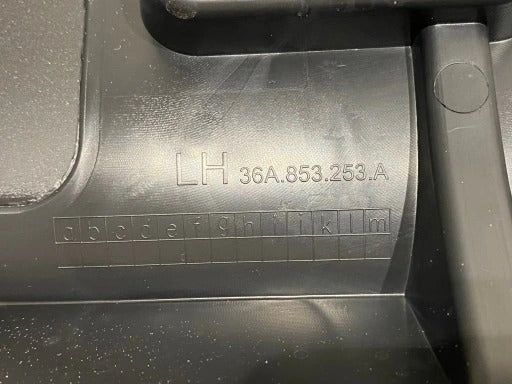 LH 36A.853.253.A
a b c d e f g h i j k l m